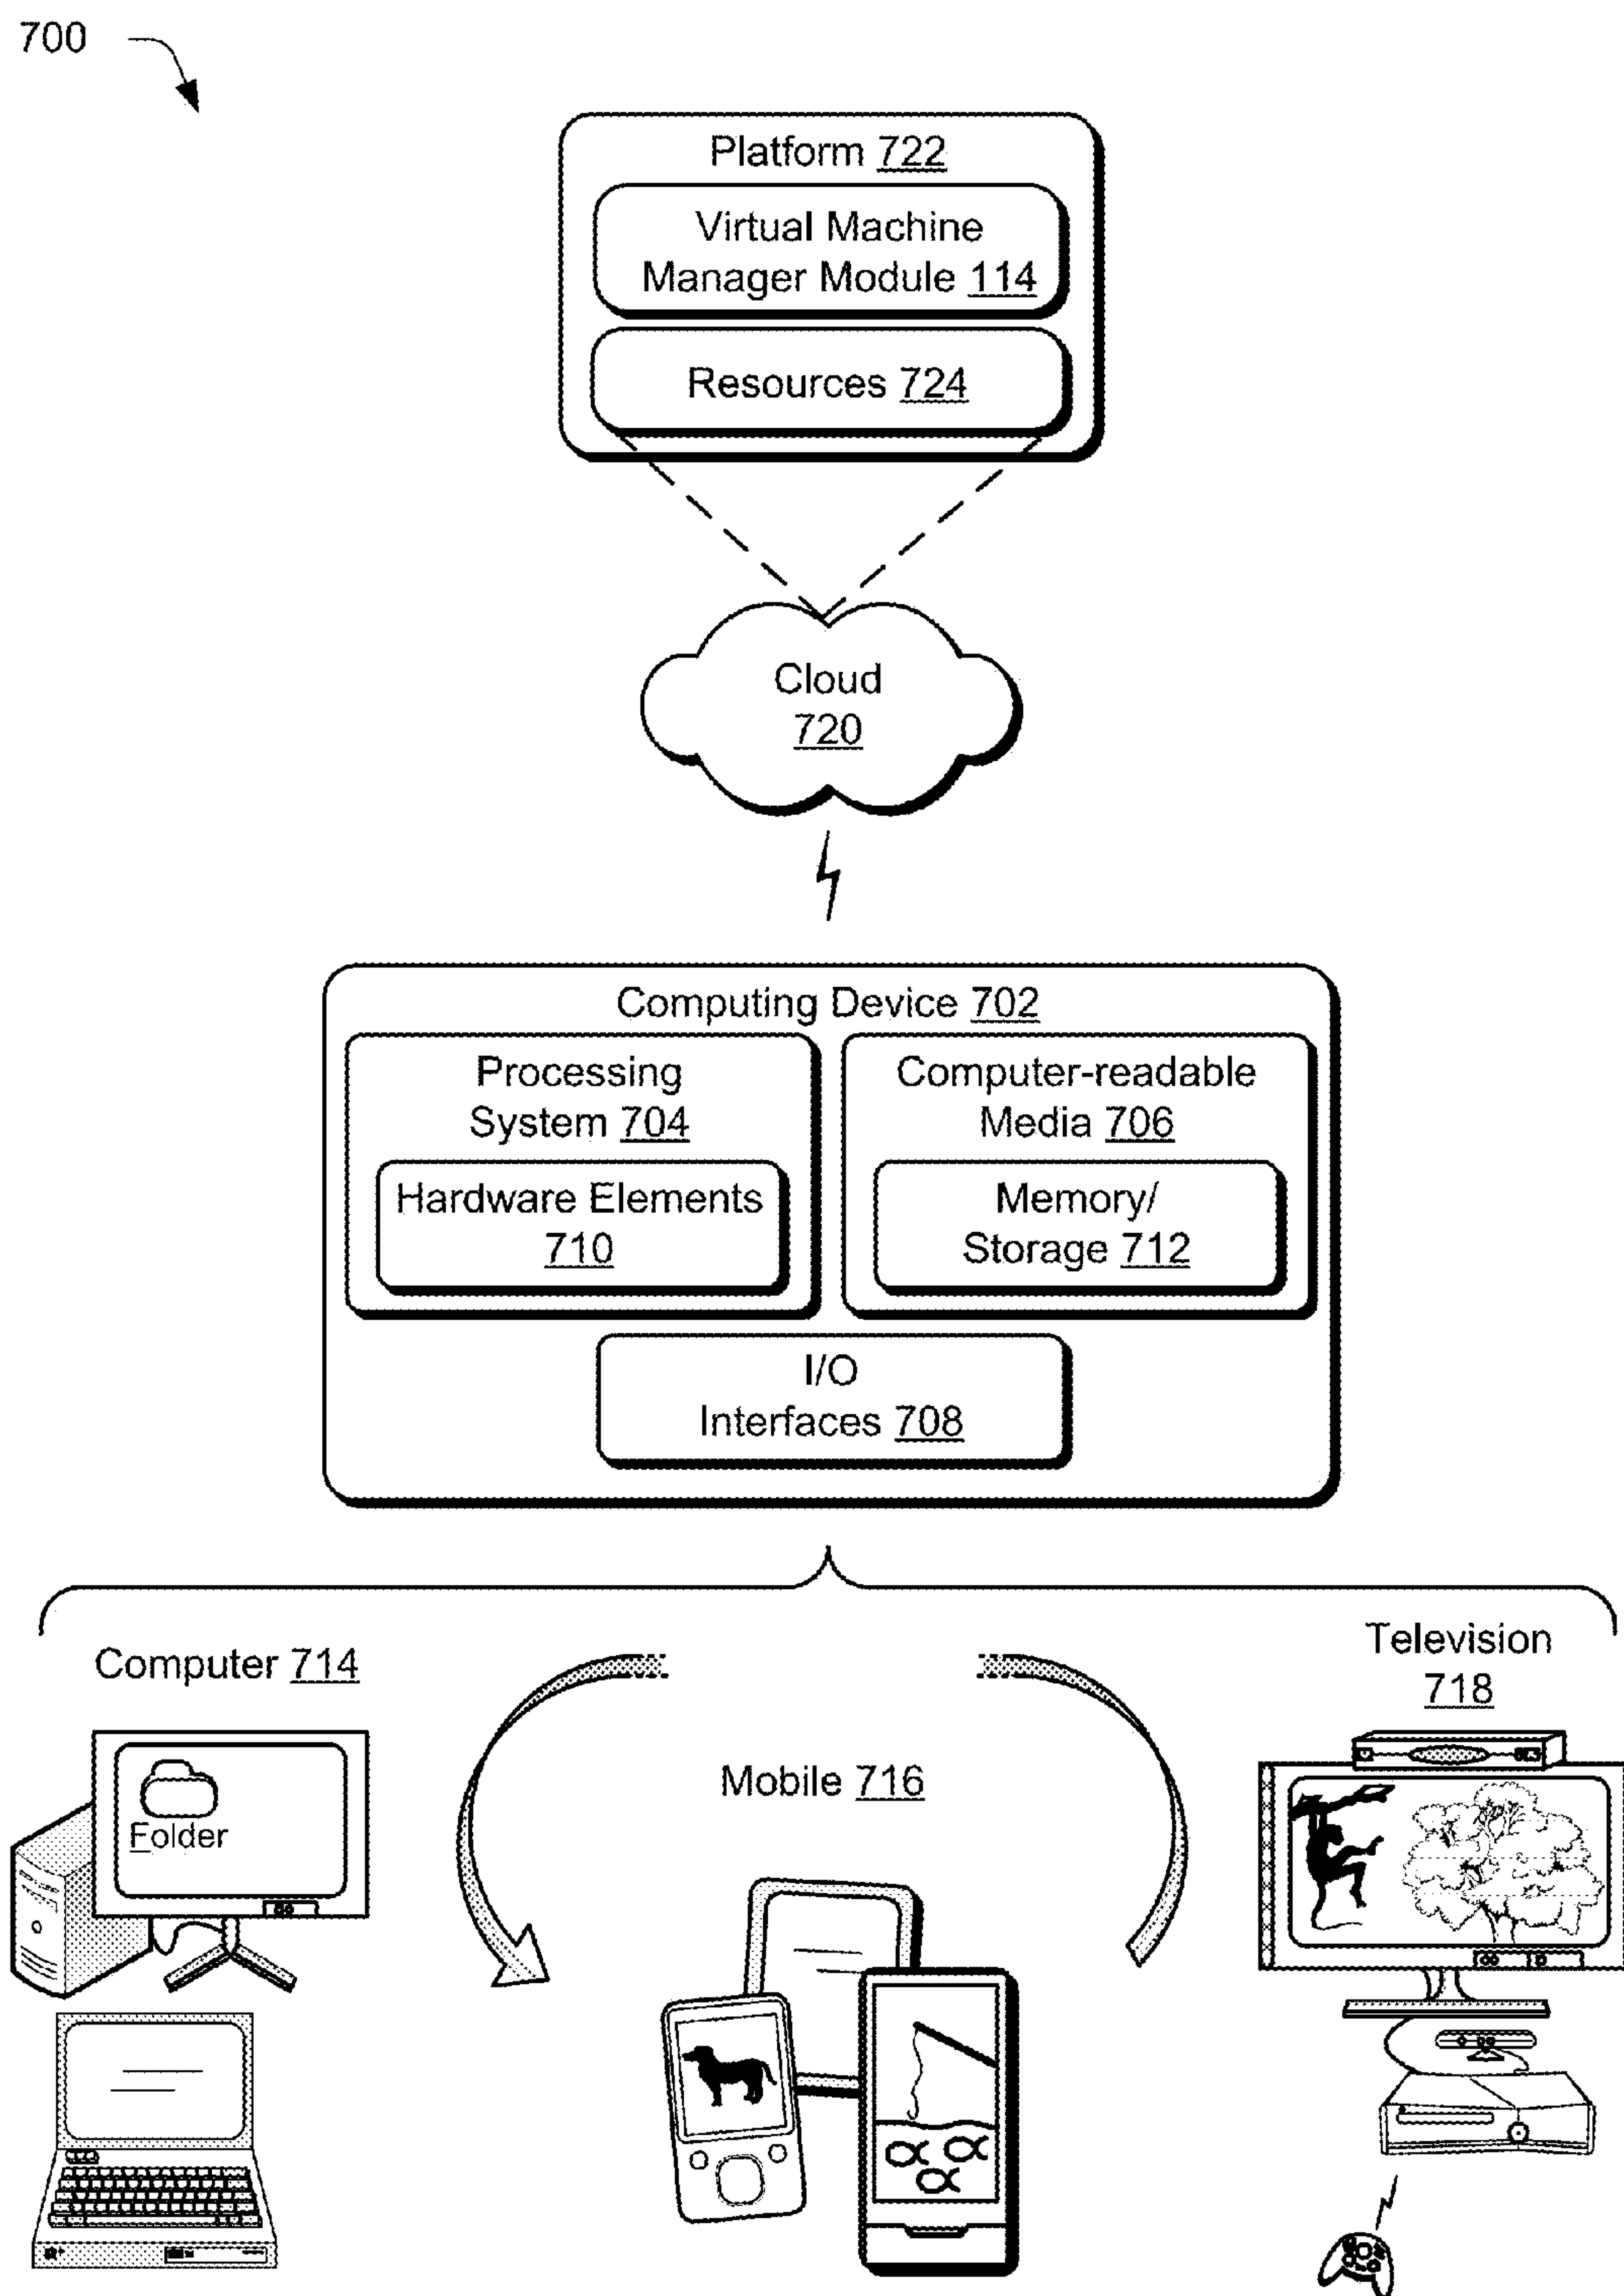 700
Platform 722
Virtual Machine
Manager Module 114
Resources 724
Cloud
720
Computing Device 702
Processing
System 704
Hardware Elements
710
Computer-readable
Media 706
Memory/
Storage 712
I/O
Interfaces 708
Computer 714
Mobile 716
Television
718
Folder